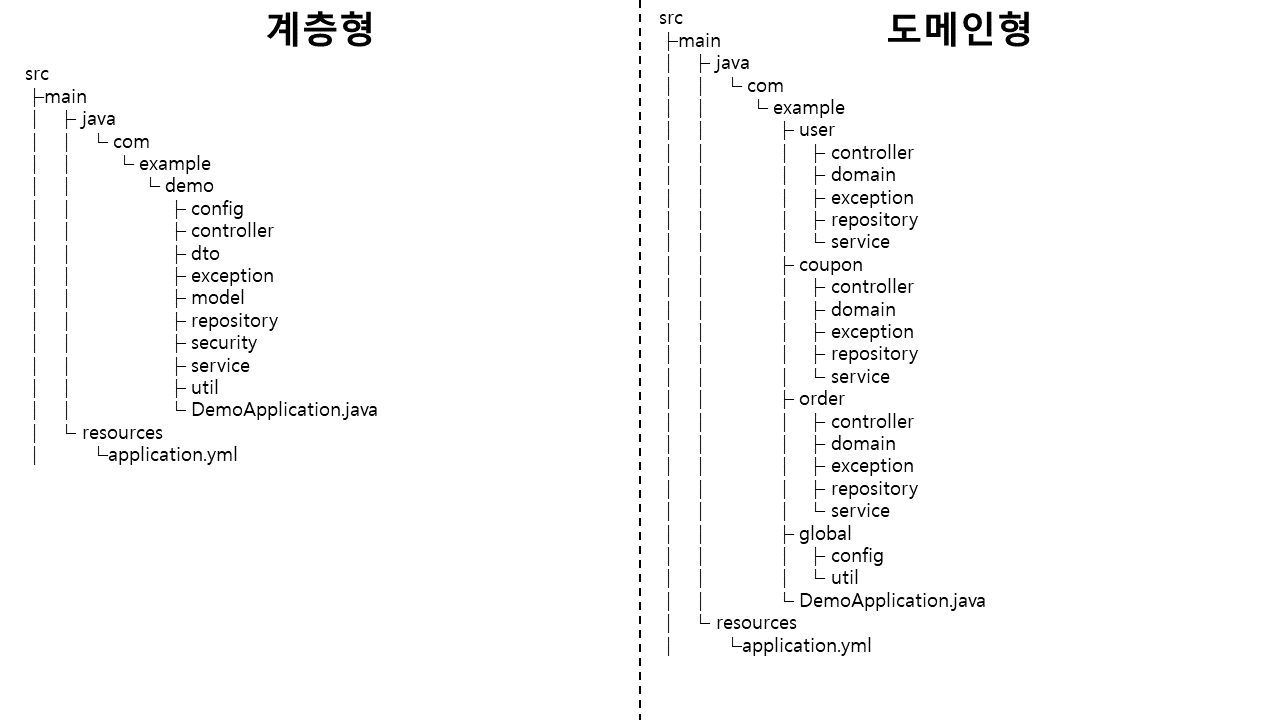 계층형
src
├─main
│ ├─ java
│ │ └─ com
│ │ └─ example
│ │ └─ demo
│ │ ├─ config
│ │ ├─ controller
│ │ ├─ dto
│ │ ├─ exception
│ │ ├─ model
│ │ ├─ repository
│ │ ├─ security
│ │ ├─ service
│ │ ├─ util
│ │ └─ DemoApplication.java
│ └─ resources
│ └─application.yml
도메인형
src
├─main
│ ├─ java
│ │ └─ com
│ │ └─ example
│ │ ├─ user
│ │ │ ├─ controller
│ │ │ ├─ domain
│ │ │ ├─ exception
│ │ │ ├─ repository
│ │ │ └─ service
│ │ ├─ coupon
│ │ │ ├─ controller
│ │ │ ├─ domain
│ │ │ ├─ exception
│ │ │ ├─ repository
│ │ │ └─ service
│ │ ├─ order
│ │ │ ├─ controller
│ │ │ ├─ domain
│ │ │ ├─ exception
│ │ │ ├─ repository
│ │ │ └─ service
│ │ ├─ global
│ │ │ ├─ config
│ │ │ └─ util
│ │ └─ DemoApplication.java
│ └─ resources
│ └─application.yml